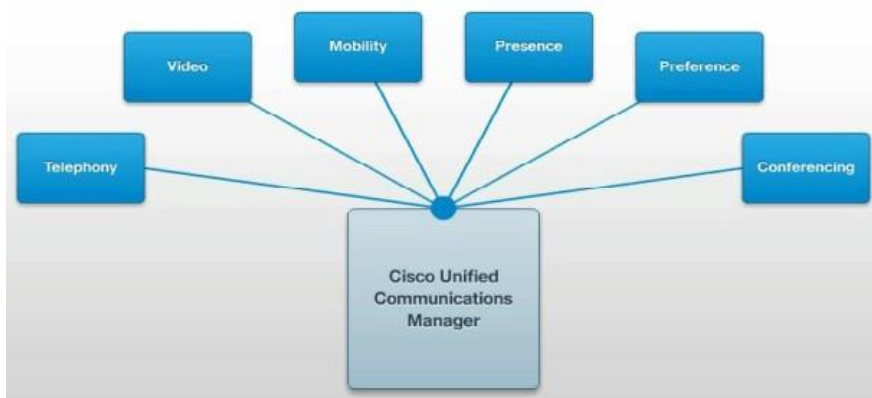 Mobility
Presence
Video
Preference
Telephony
Conferencing
Cisco Unified
Communications
Manager